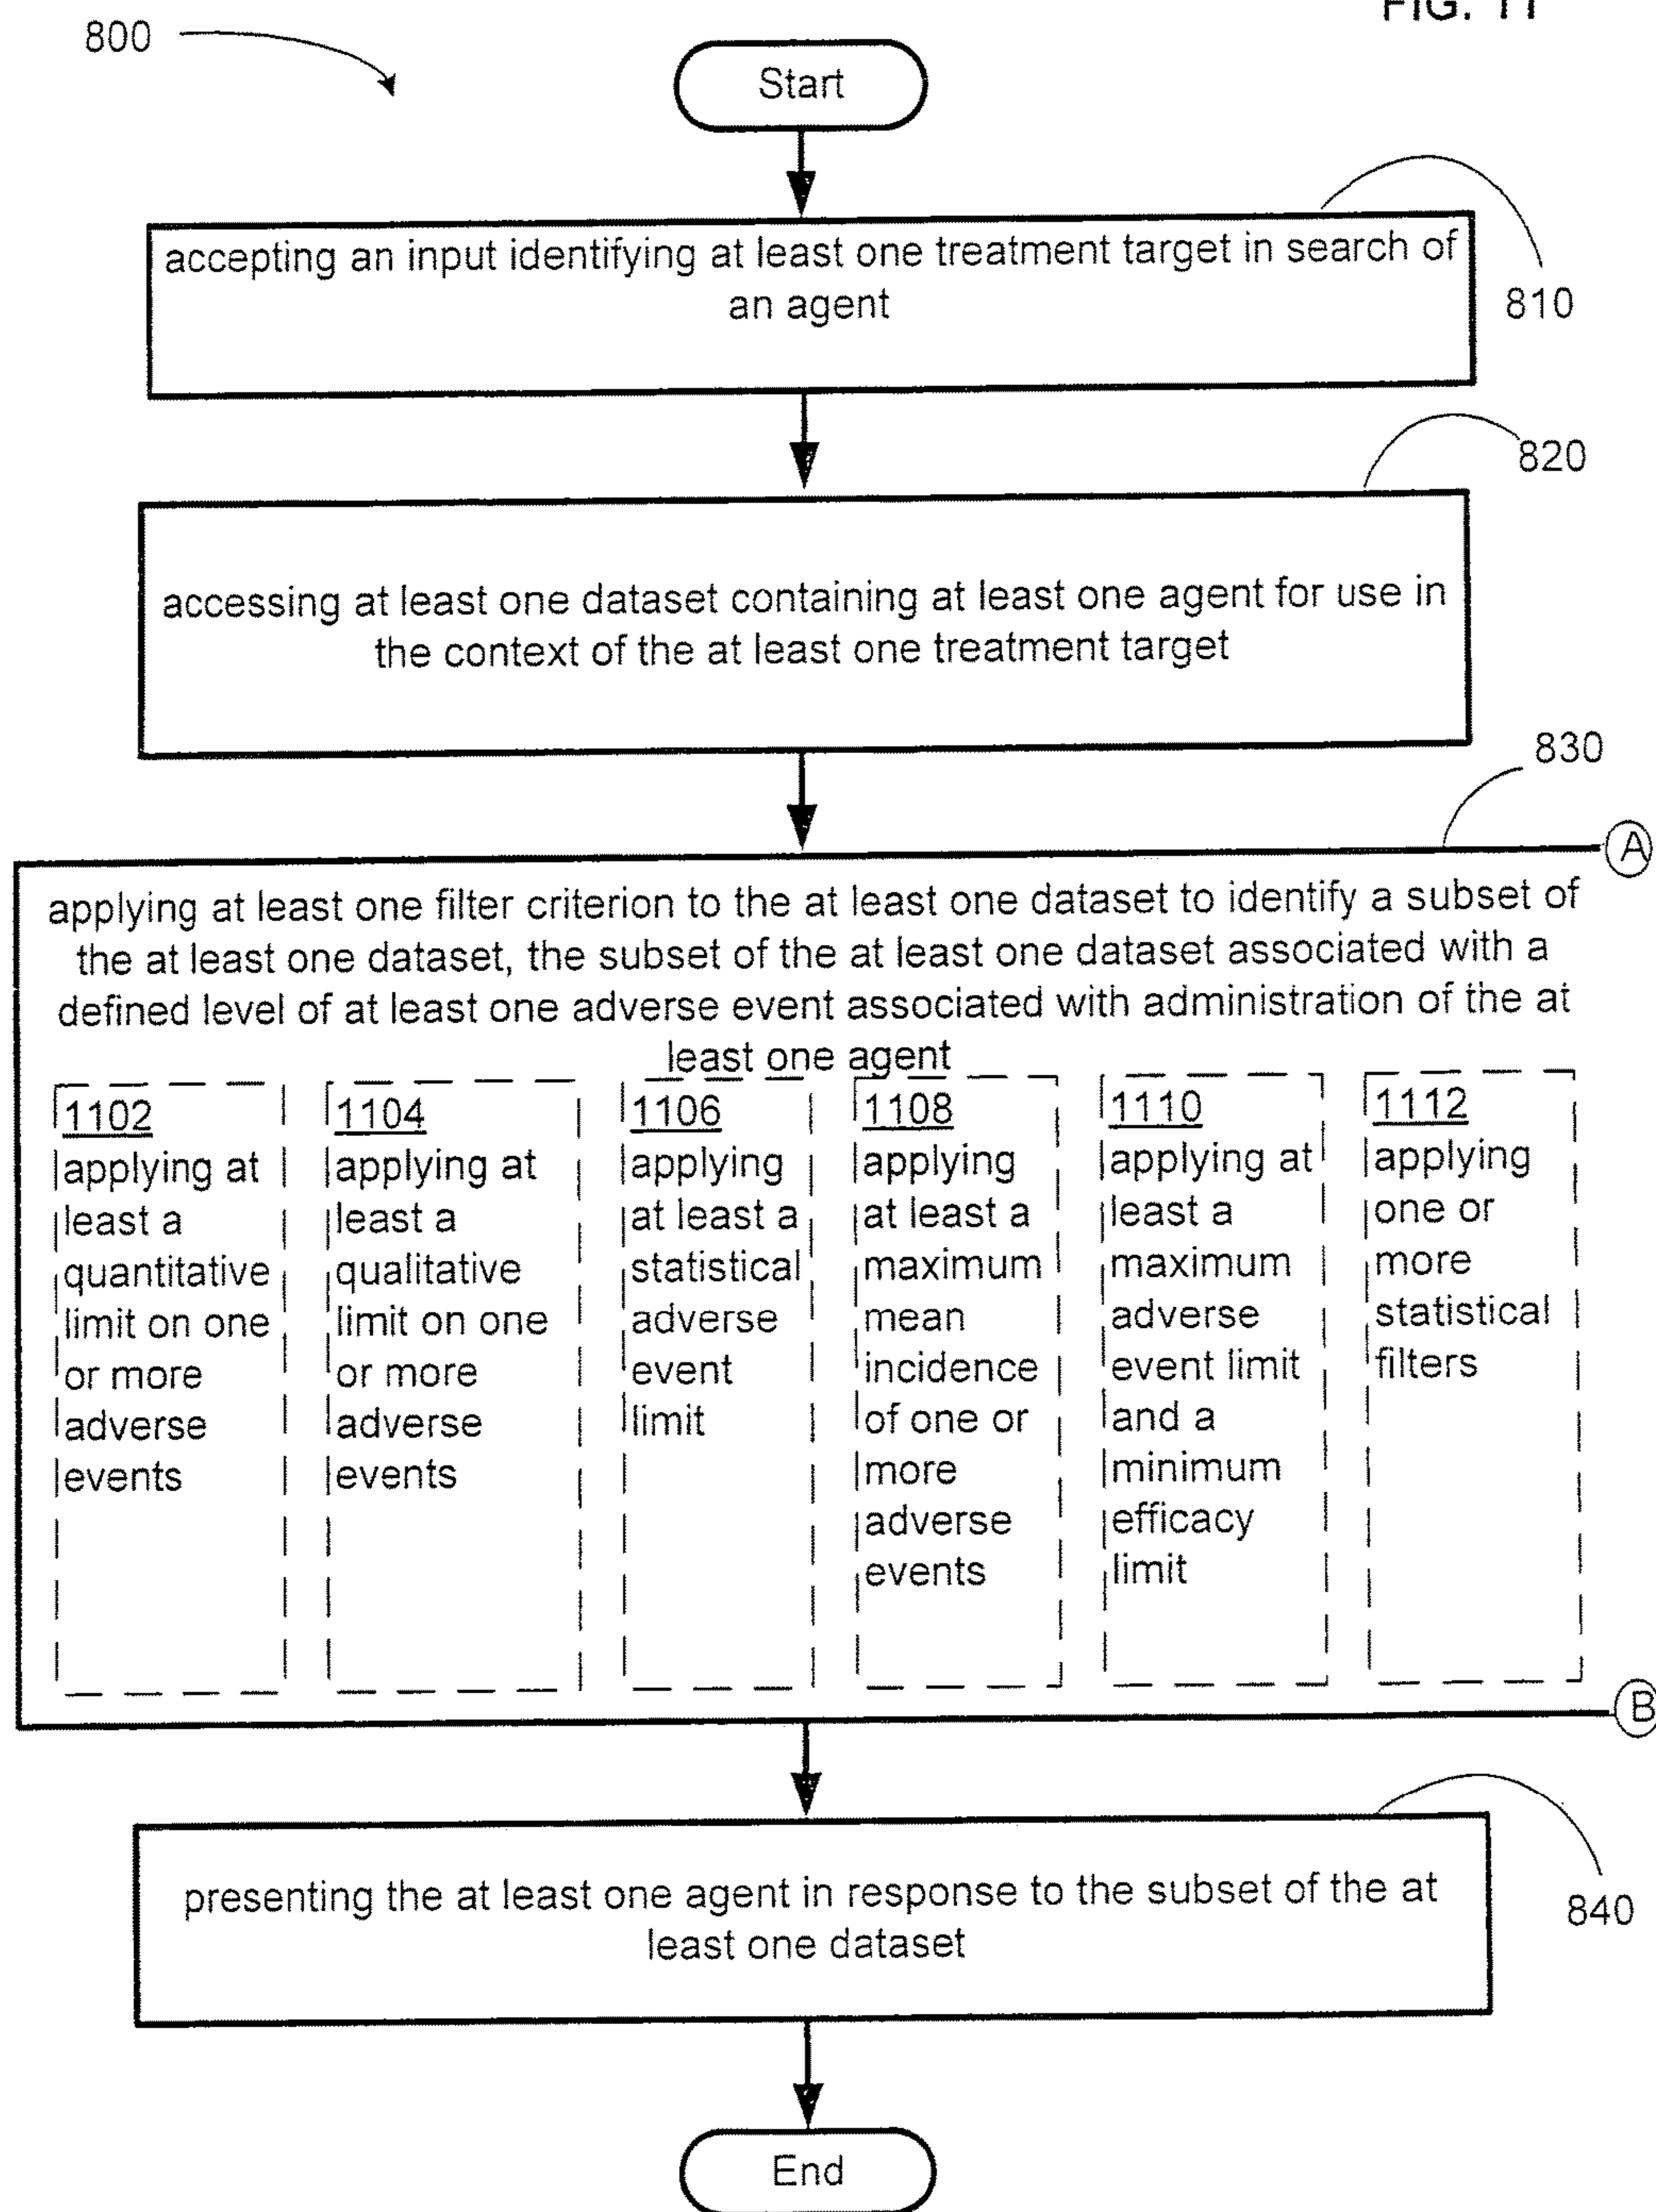 FIG. 11
800
Start
accepting an input identifying at least one treatment target in search of
an agent
810
820
accessing at least one dataset containing at least one agent for use in
the context of the at least one treatment target
830
A
applying at least one filter criterion to the at least one dataset to identify a subset of
the at least one dataset, the subset of the at least one dataset associated with a
defined level of at least one adverse event associated with administration of the at
least one agent
1102
applying at
least a
quantitative
limit on one
or more
adverse
events
1104
applying at
least a
qualitative
limit on one
or more
adverse
events
1106
applying
at least a
statistical
adverse
event
limit
1108
applying
at least a
maximum
mean
incidence
of one or
more
adverse
events
1110
applying at
least a
maximum
adverse
event limit
and a
minimum
efficacy
limit
1112
applying
one or
more
statistical
filters
B
presenting the at least one agent in response to the subset of the at
least one dataset
840
End